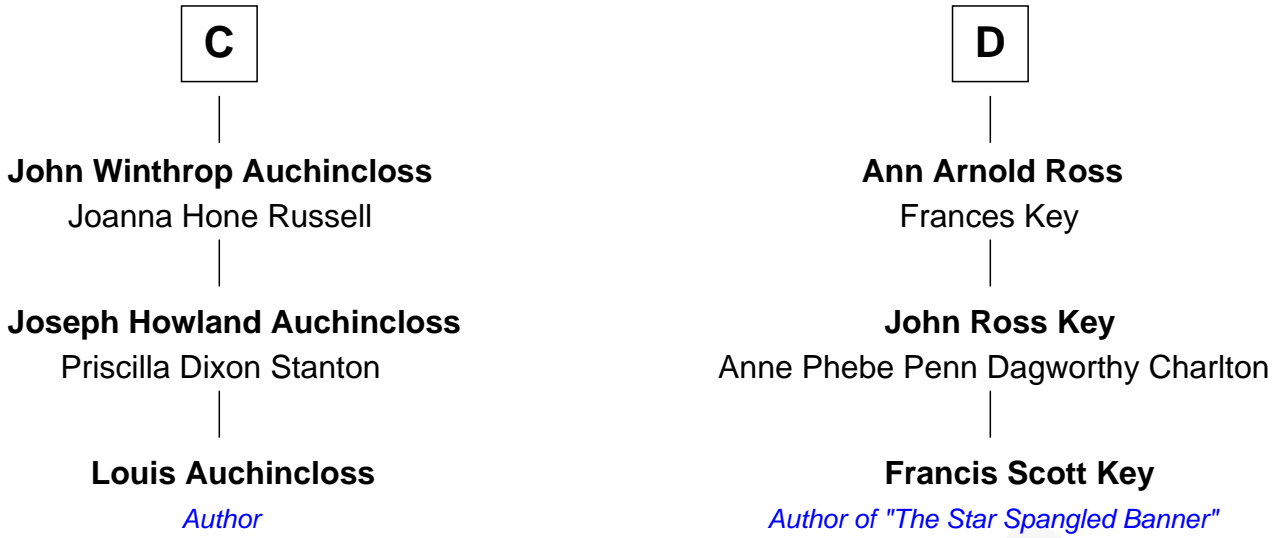 C
John Winthrop Auchincloss
Joanna Hone Russell
Joseph Howland Auchincloss
Priscilla Dixon Stanton
Louis Auchincloss
Author
D
Ann Arnold Ross
Frances Key
John Ross Key
Anne Phebe Penn Dagworthy Charlton
Francis Scott Key
Author of "The Star Spangled Banner"